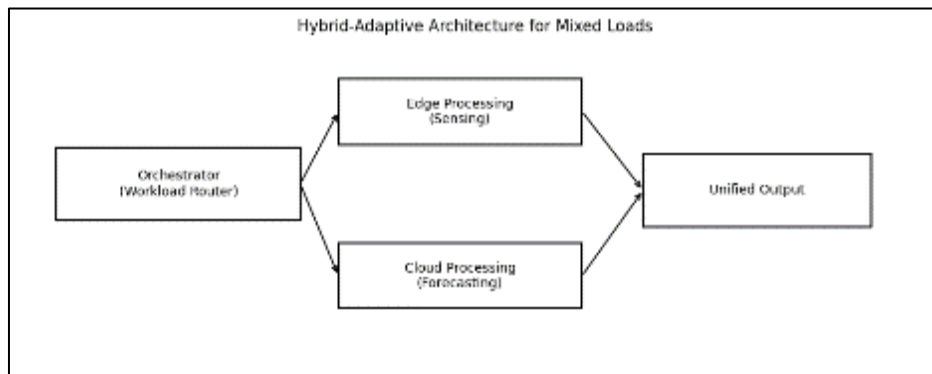 Hybrid-Adaptive Architecture for Mixed Loads
Edge Processing
(Sensing)
Orchestrator
(Workload Router)
Unified Output
Cloud Processing
(Forecasting)